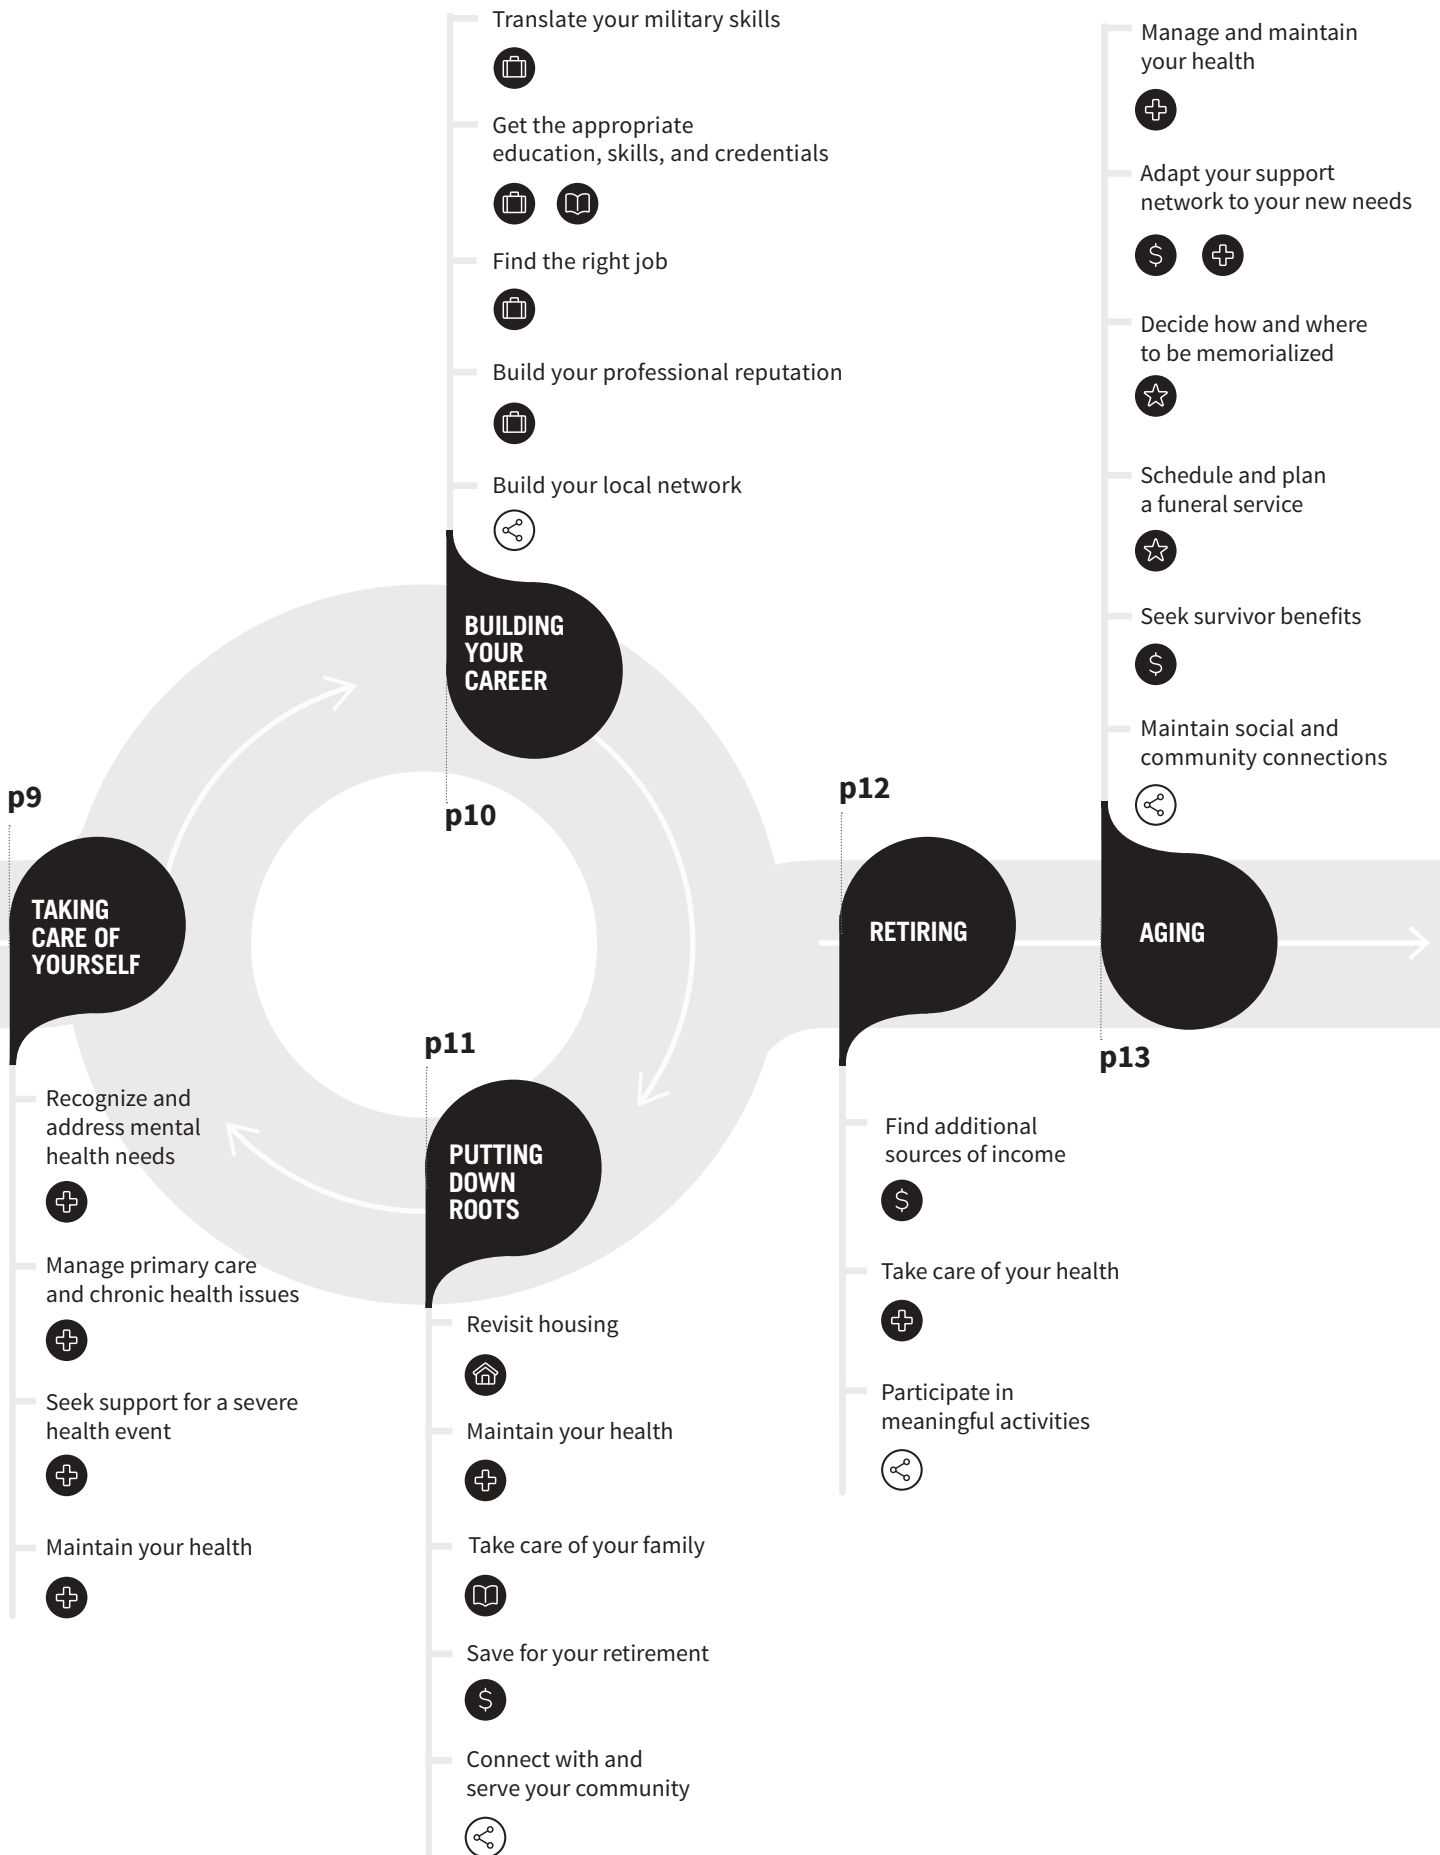 Translate your military skills
Get the appropriate
education, skills, and credentials
Find the right job
Build your professional reputation
Build your local network
BUILDING
YOUR
CAREER
p10
Manage and maintain
your health
Adapt your support
network to your new needs
$
Decide how and where
to be memorialized
Schedule and plan
a funeral service
Seek survivor benefits
$
Maintain social and
community connections
AGING
p13
p9
TAKING
CARE OF
YOURSELF
Recognize and
address mental
health needs
Manage primary care
and chronic health issues
Seek support for a severe
health event
Maintain your health
p11
PUTTING
DOWN
ROOTS
Revisit housing
Maintain your health
Take care of your family
Save for your retirement
$
Connect with and
serve your community
p12
RETIRING
Find additional
sources of income
$
Take care of your health
Participate in
meaningful activities